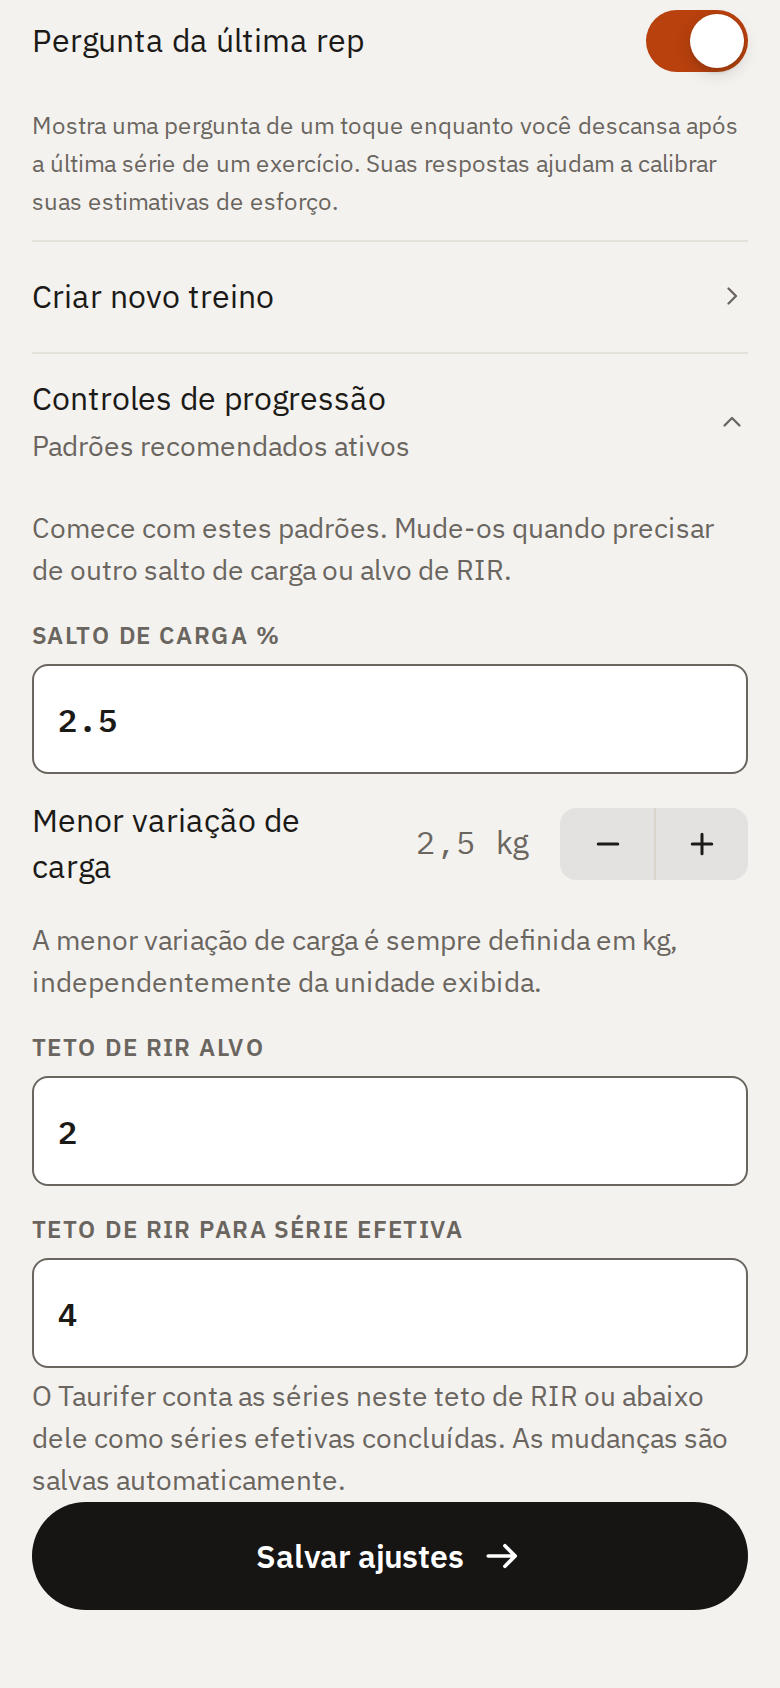 Pergunta da última rep
Mostra uma pergunta de um toque enquanto você descansa após
a última série de um exercício. Suas respostas ajudam a calibrar
suas estimativas de esforço.
Criar novo treino
Controles de progressão
Padrões recomendados ativos
Comece com estes padrões. Mude-os quando precisar
de outro salto de carga ou alvo de RIR.
SALTO DE CARGA %
2.5
Menor variação de
carga
2,5 kg
A menor variação de carga é sempre definida em kg,
independentemente da unidade exibida.
TETO DE RIR ALVO
2
TETO DE RIR PARA SÉRIE EFETIVA
4
O Taurifer conta as séries neste teto de RIR ou abaixo
dele como séries efetivas concluídas. As mudanças são
salvas automaticamente.
Salvar ajustes